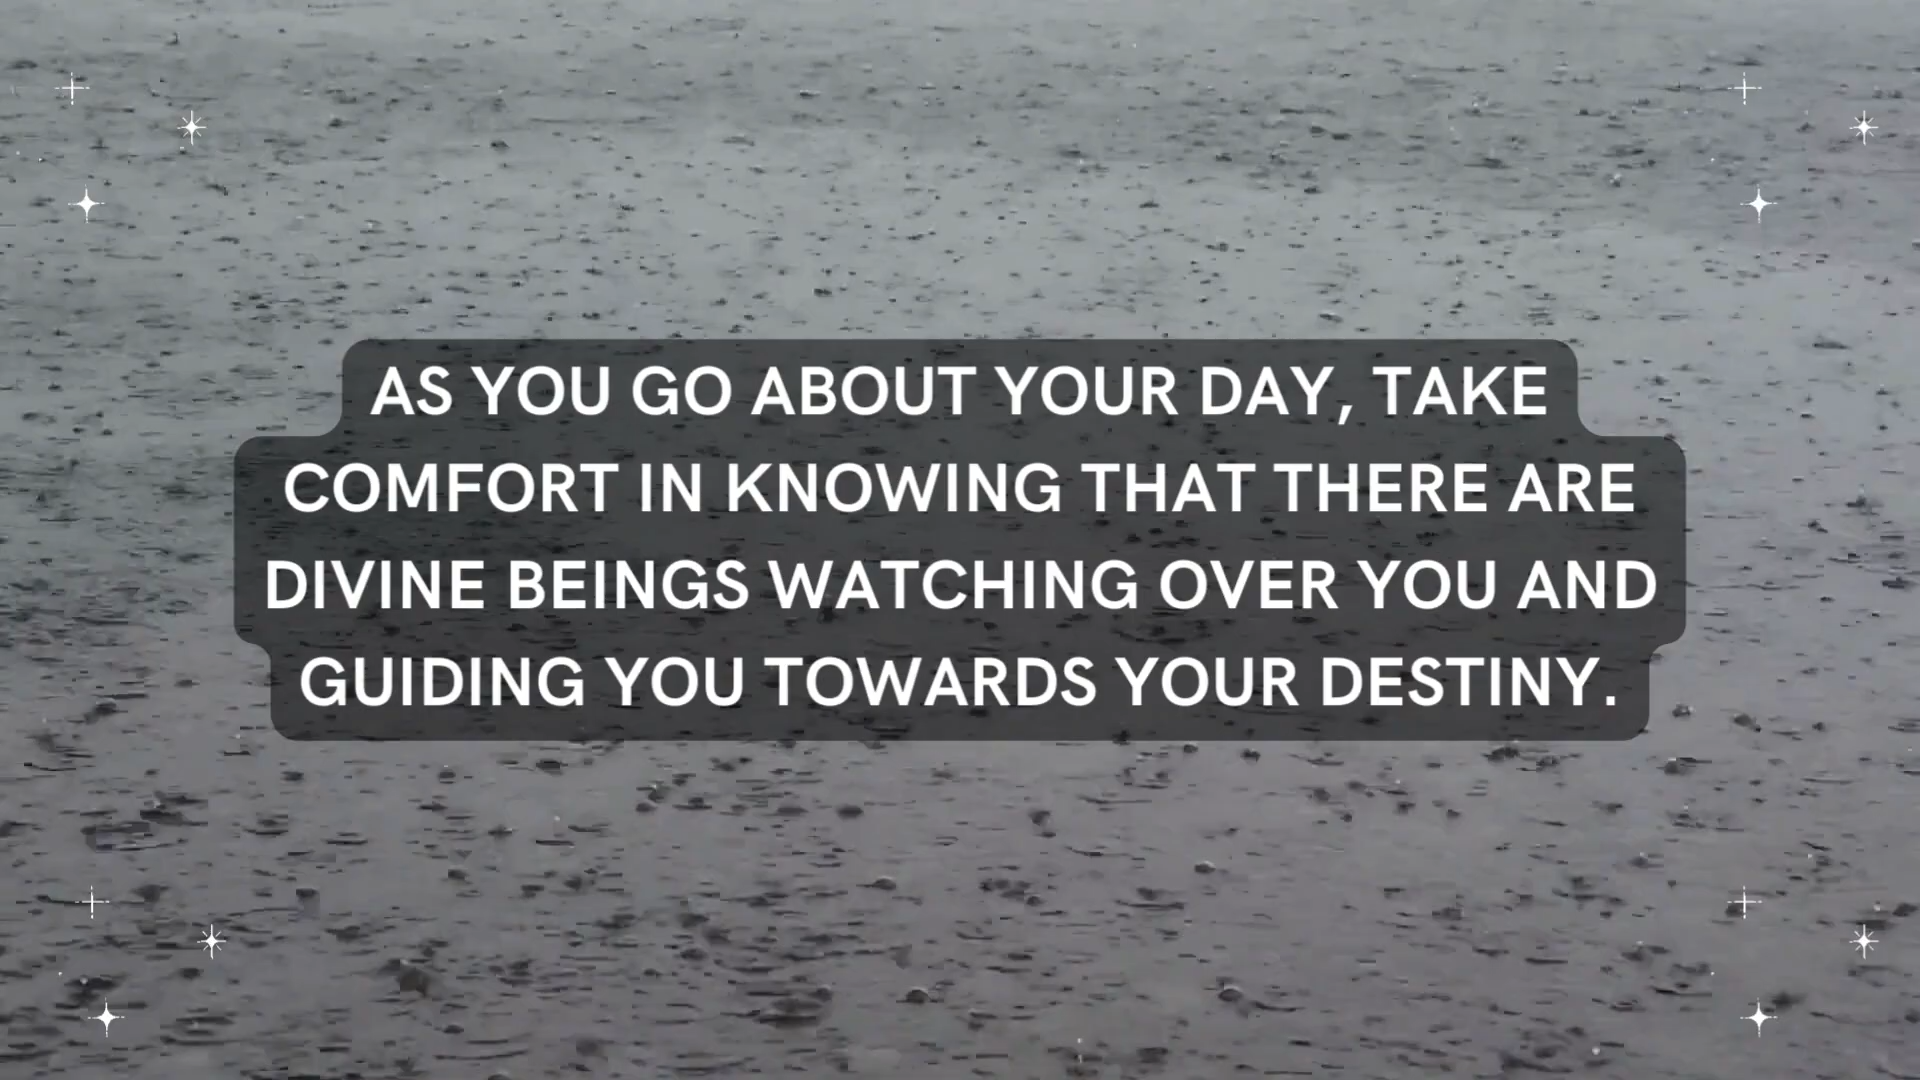 AS YOU GO ABOUT YOUR DAY, TAKE
COMFORT IN KNOWING THAT THERE ARE
DIVINE BEINGS WATCHING OVER YOU AND
GUIDING YOU TOWARDS YOUR DESTINY.